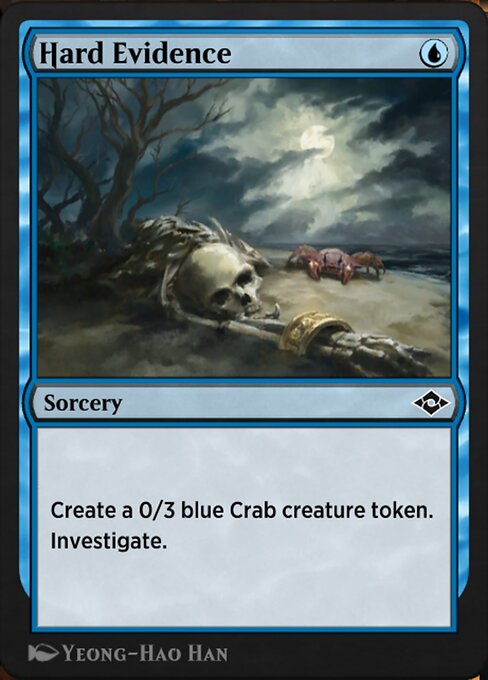 Hard Evidence
Sorcery
Create a 0/3 blue Crab creature token.
Investigate.
Yeong-Hao Han